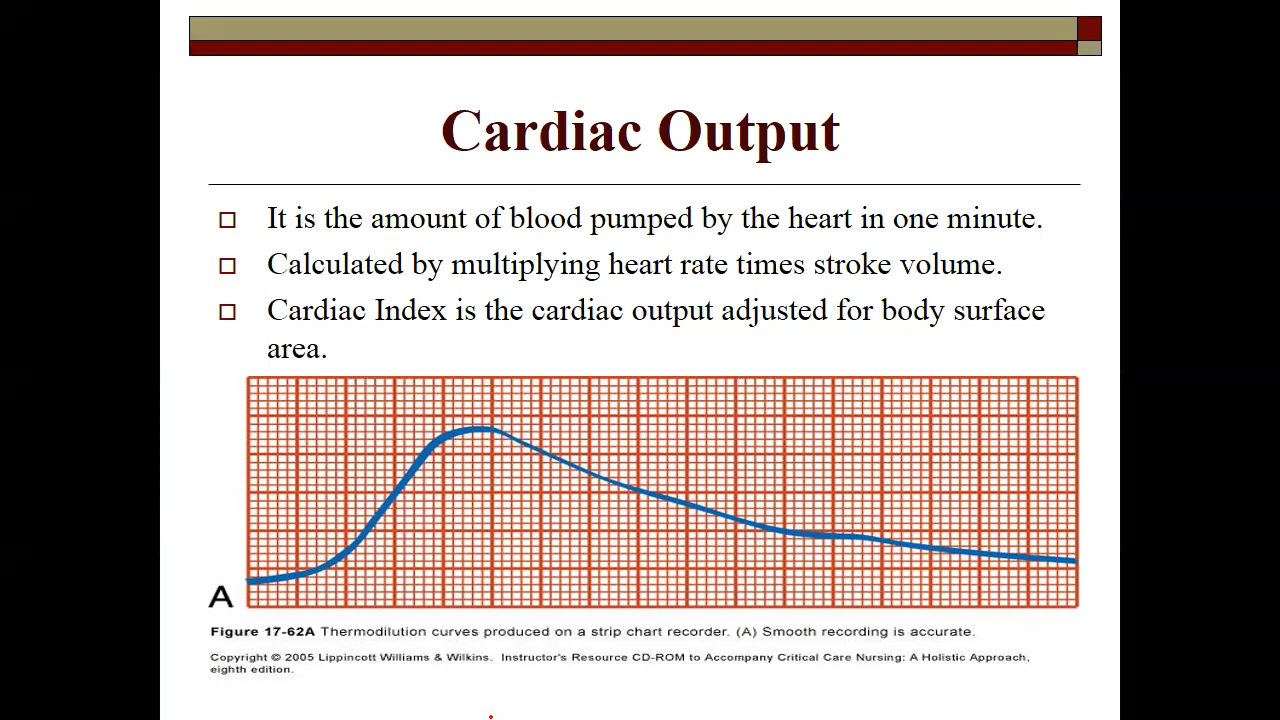 Cardiac Output
It is the amount of blood pumped by the heart in one minute.
Calculated by multiplying heart rate times stroke volume.
Cardiac Index is the cardiac output adjusted for body surface
area.
A
Figure 17-62A Thermodilution curves produced on a strip chart recorder. (A) Smooth recording is accurate.
Copyright © 2005 Lippincott Williams & Wilkins. Instructor's Resource CD-ROM to Accompany Critical Care Nursing: A Holistic Approach,
eighth edition.